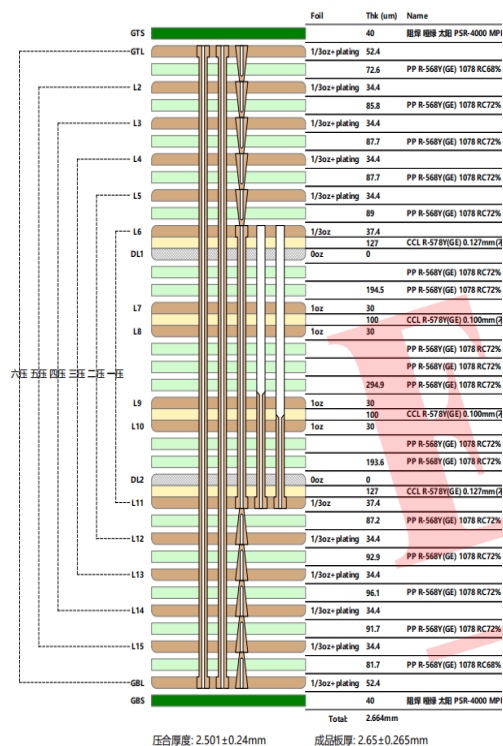 Foil Thk (um) Name
GTS 40 阻焊 哑绿 太阳 PSR-4000 MP
GTL 1/3oz+plating 52.4
72.6 PP R-568Y(GE) 1078 RC68%
L2 1/3oz+plating 34.4
85.8 PP R-568Y(GE) 1078 RC72%
L3 1/3oz+plating 34.4
87.7 PP R-568Y(GE) 1078 RC72%
L4 1/3oz+plating 34.4
87.7 PP R-568Y(GE) 1078 RC72%
L5 1/3oz+plating 34.4
89 PP R-568Y(GE) 1078 RC72%
L6 1/3oz 37.4
127 CCL R-578Y(GE) 0.127mm(不
DL1 0oz 0
PP R-568Y(GE) 1078 RC72%
194.5 PP R-568Y(GE) 1078 RC72%
L7 1oz 30
100 CCL R-578Y(GE) 0.100mm(不
L8 1oz 30
PP R-568Y(GE) 1078 RC72%
PP R-568Y(GE) 1078 RC72%
六压 五压 四压 三压 二压 一压
294.9 PP R-568Y(GE) 1078 RC72%
L9 1oz 30
100 CCL R-578Y(GE) 0.100mm(不
L10 1oz 30
PP R-568Y(GE) 1078 RC72%
193.6 PP R-568Y(GE) 1078 RC72%
DL2 0oz 0
127 CCL R-578Y(GE) 0.127mm(不
L11 1/3oz 37.4
87.2 PP R-568Y(GE) 1078 RC72%
L12 1/3oz+plating 34.4
92.9 PP R-568Y(GE) 1078 RC72%
L13 1/3oz+plating 34.4
96.1 PP R-568Y(GE) 1078 RC72%
L14 1/3oz+plating 34.4
91.7 PP R-568Y(GE) 1078 RC72%
L15 1/3oz+plating 34.4
81.7 PP R-568Y(GE) 1078 RC68%
GBL 1/3oz+plating 52.4
GBS 40 阻焊 哑绿 太阳 PSR-4000 MP
Total: 2.664mm
压合厚度: 2.501±0.24mm 成品板厚: 2.65±0.265mm